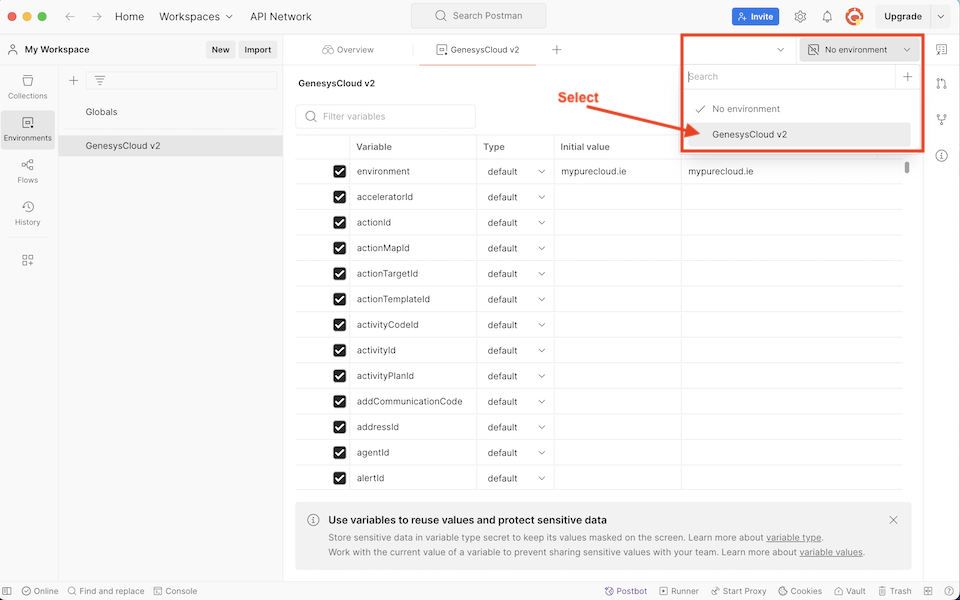 Home Workspaces API Network Search Postman Invite Upgrade
My Workspace New Import Overview GenesysCloud v2 No environment
Collections
Environments
Flows
History
Globals
GenesysCloud v2
GenesysCloud v2
Filter variables
Search
No environment
GenesysCloud v2
Select
Variable Type Initial value
environment default mypurecloud.ie mypurecloud.ie
acceleratorId default
actionId default
actionMapId default
actionTargetId default
actionTemplateId default
activityCodeId default
activityId default
activityPlanId default
addCommunicationCode default
addressId default
agentId default
alertId default
Use variables to reuse values and protect sensitive data
Store sensitive data in variable type secret to keep its values masked on the screen. Learn more about variable type.
Work with the current value of a variable to prevent sharing sensitive values with your team. Learn more about variable values.
Online Find and replace Console Postbot Runner Start Proxy Cookies Vault Trash